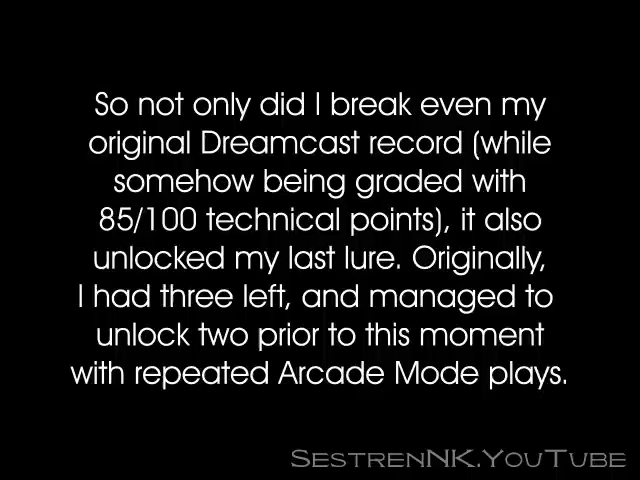 So not only did I break even my
original Dreamcast record (while
somehow being graded with
85/100 technical points), it also
unlocked my last lure. Originally,
I had three left, and managed to
unlock two prior to this moment
with repeated Arcade Mode plays.
SestrenNK.YouTube